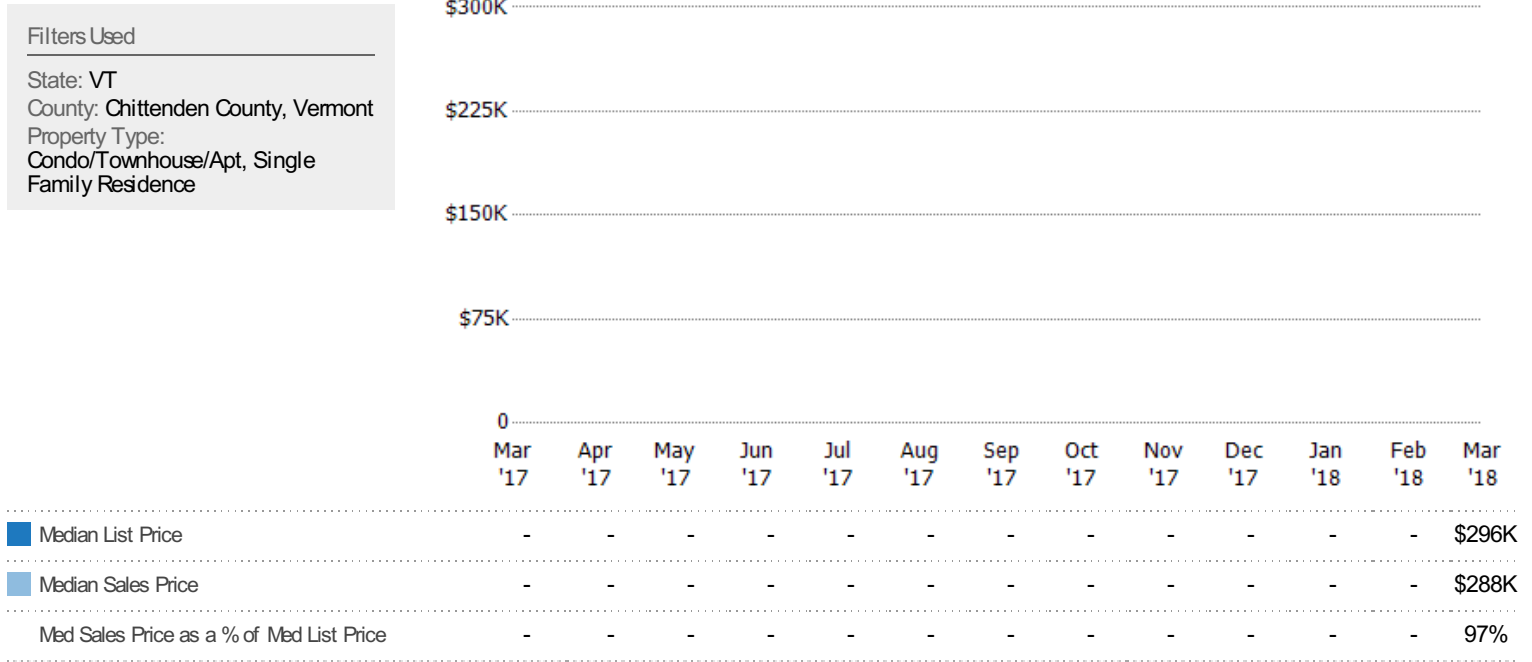 Filters Used
State: VT
County: Chittenden County, Vermont
Property Type:
Condo/Townhouse/Apt, Single
Family Residence
$300K
$225K
$150K
$75K
0
Mar Apr May Jun Jul Aug Sep Oct Nov Dec Jan Feb Mar
'17 '17 '17 '17 '17 '17 '17 '17 '17 '17 '18 '18 '18
Median List Price - - - - - - - - - - - - $296K
Median Sales Price - - - - - - - - - - - - $288K
Med Sales Price as a % of Med List Price - - - - - - - - - - - - 97%